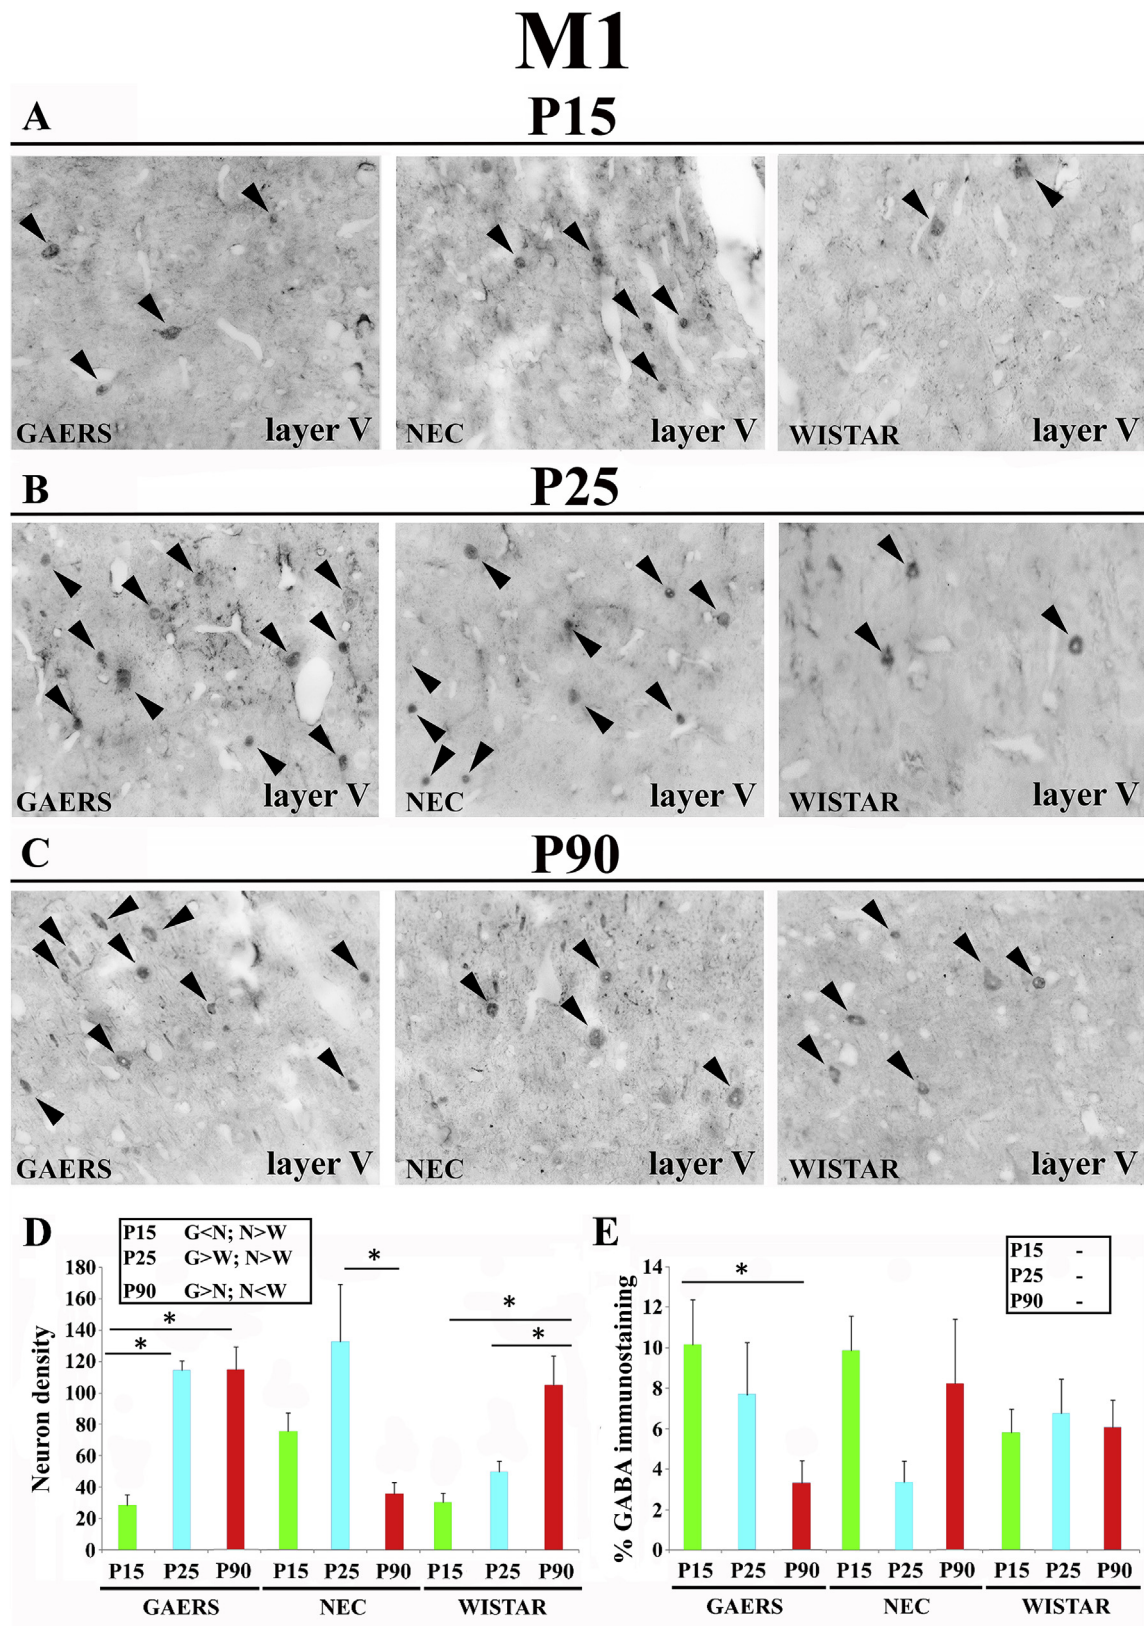 M1
A
P15
GAERS layer V
NEC layer V
WISTAR layer V
B
P25
GAERS layer V
NEC layer V
WISTAR layer V
C
P90
GAERS layer V
NEC layer V
WISTAR layer V
D
P15 G<N; N>W
P25 G>W; N>W
P90 G>N; N<W
Neuron density
180
160
140
120
100
80
60
40
20
0
*
*
*
*
*
P15 P25 P90 P15 P25 P90 P15 P25 P90
GAERS NEC WISTAR
E
P15 -
P25 -
P90 -
% GABA immunostaining
14
12
10
8
6
4
2
0
*
P15 P25 P90 P15 P25 P90 P15 P25 P90
GAERS NEC WISTAR